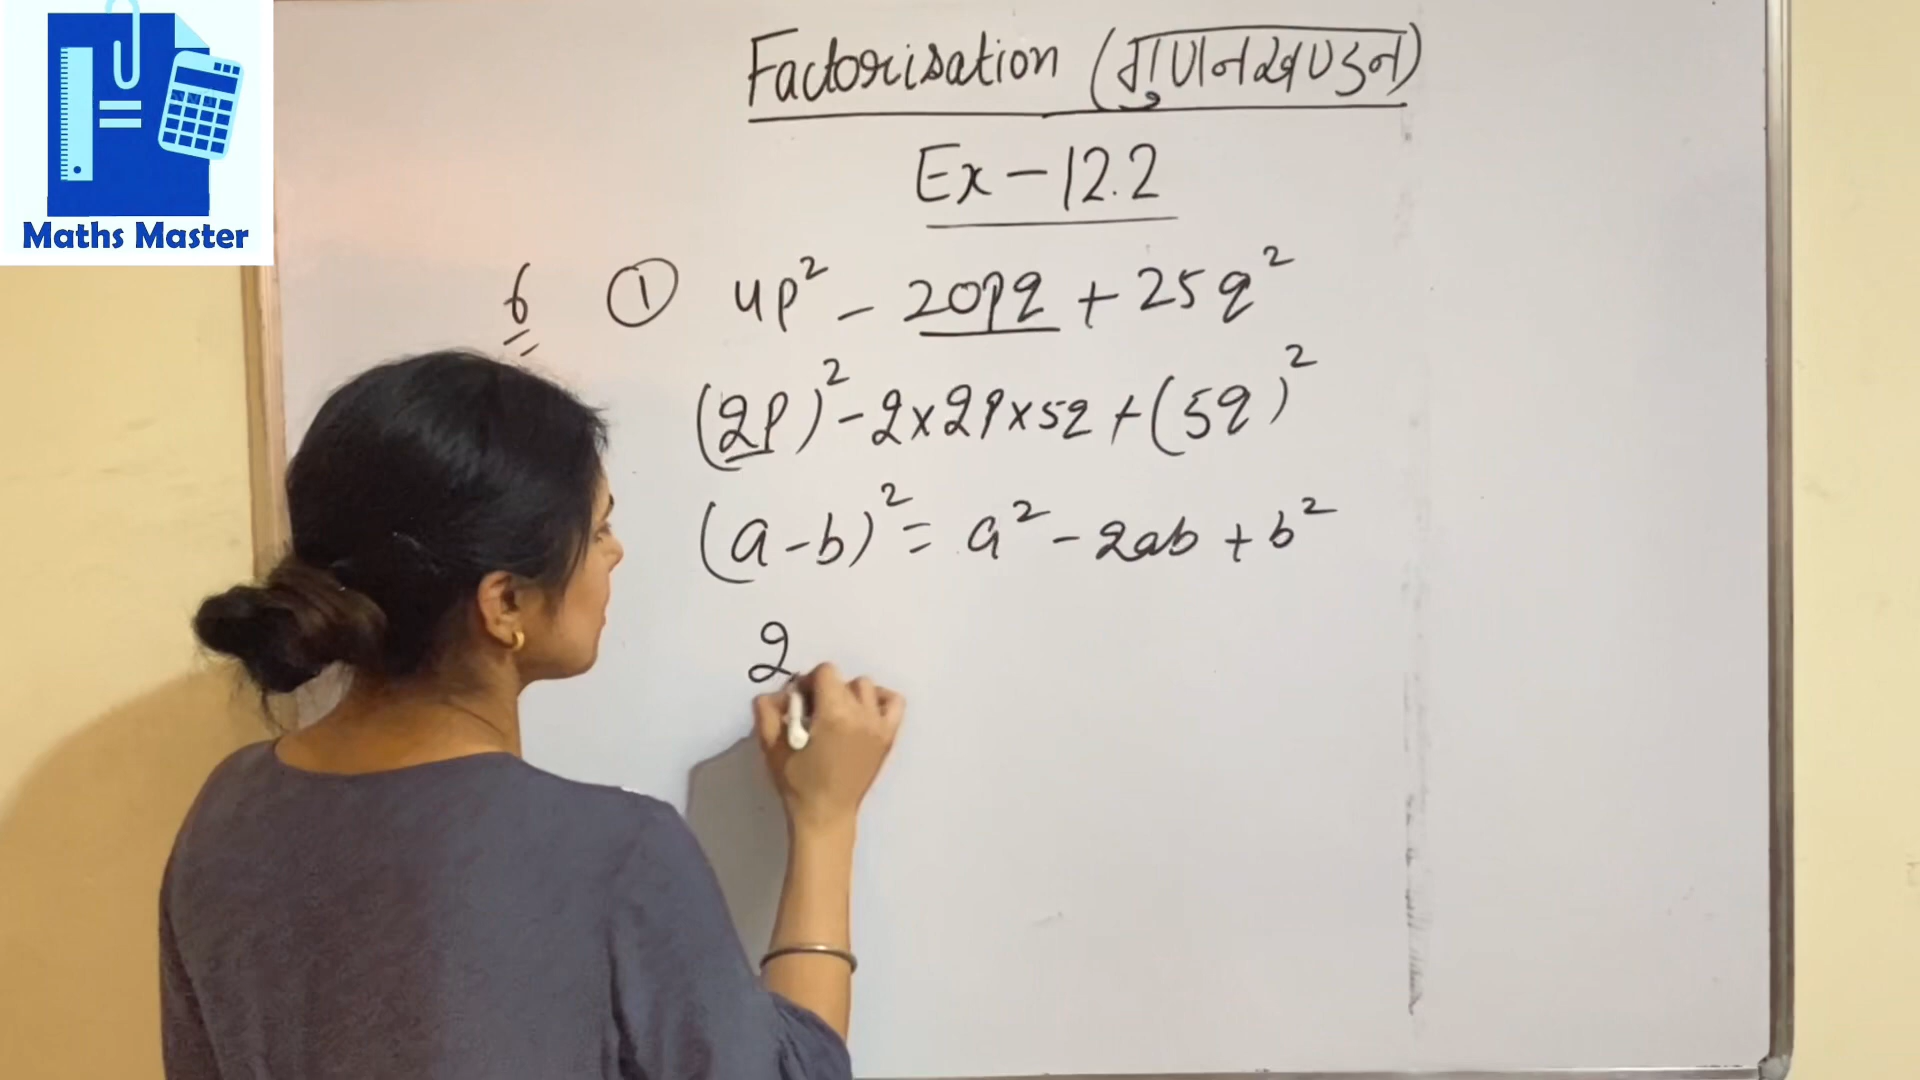 Maths Master
Factorisation (गुणनखण्डन)
Ex - 12.2
6 ① 4p² - 20pq + 25q²
(2p)² - 2×2p×5q + (5q)²
(a-b)² = a² - 2ab + b²
2